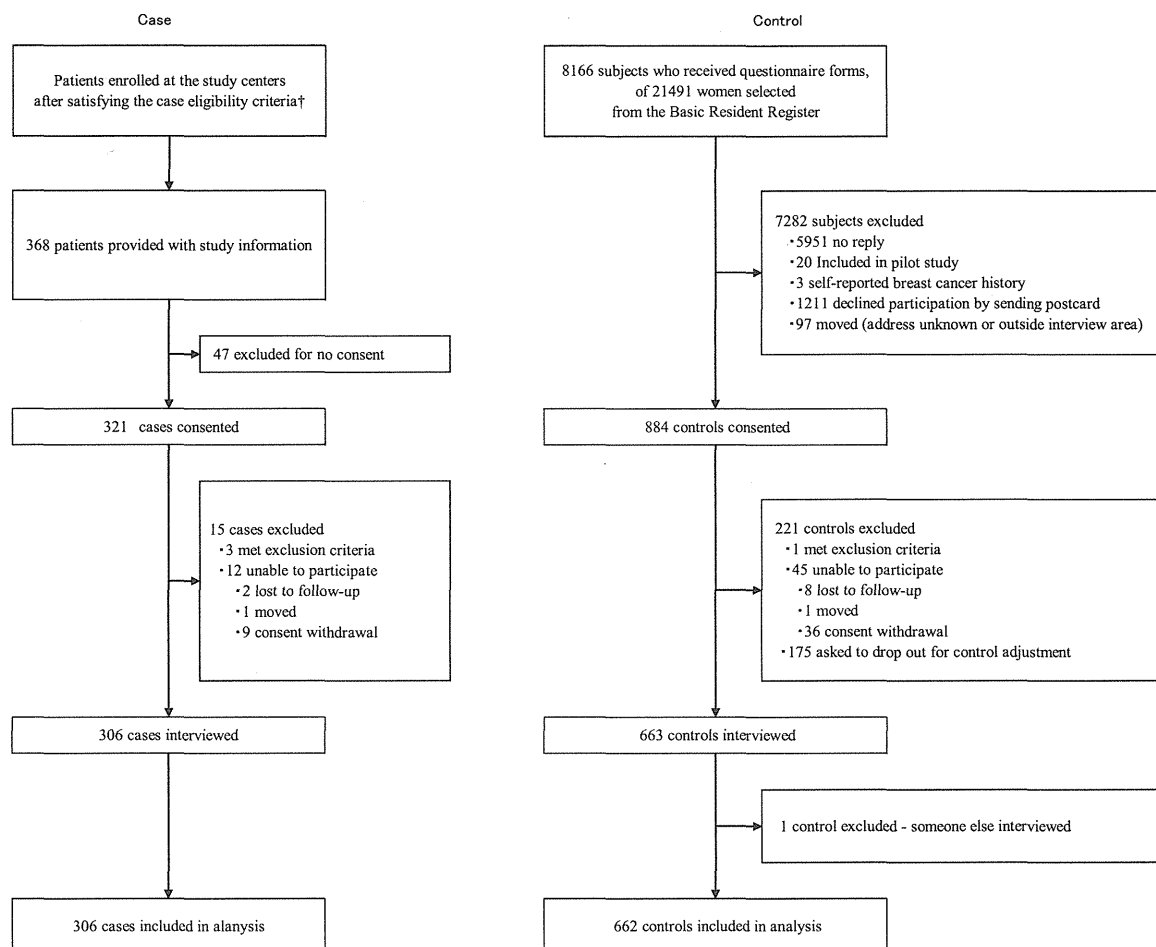 Case
Patients enrolled at the study centers
after satisfying the case eligibility criteria†
368 patients provided with study information
47 excluded for no consent
321 cases consented
15 cases excluded
・3 met exclusion criteria
・12 unable to participate
・2 lost to follow-up
・1 moved
・9 consent withdrawal
306 cases interviewed
306 cases included in alanysis
Control
8166 subjects who received questionnaire forms,
of 21491 women selected
from the Basic Resident Register
7282 subjects excluded
・5951 no reply
・20 Included in pilot study
・3 self-reported breast cancer history
・1211 declined participation by sending postcard
・97 moved (address unknown or outside interview area)
884 controls consented
221 controls excluded
・1 met exclusion criteria
・45 unable to participate
・8 lost to follow-up
・1 moved
・36 consent withdrawal
・175 asked to drop out for control adjustment
663 controls interviewed
1 control excluded - someone else interviewed
662 controls included in analysis